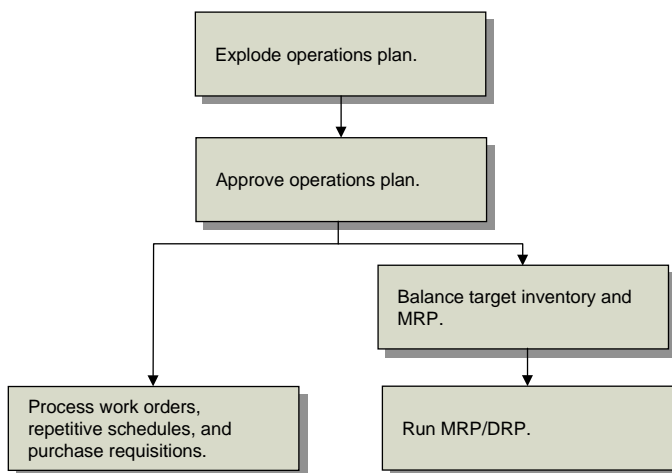 Explode operations plan.
Approve operations plan.
Balance target inventory and
MRP.
Process work orders,
repetitive schedules, and
purchase requisitions.
Run MRP/DRP.